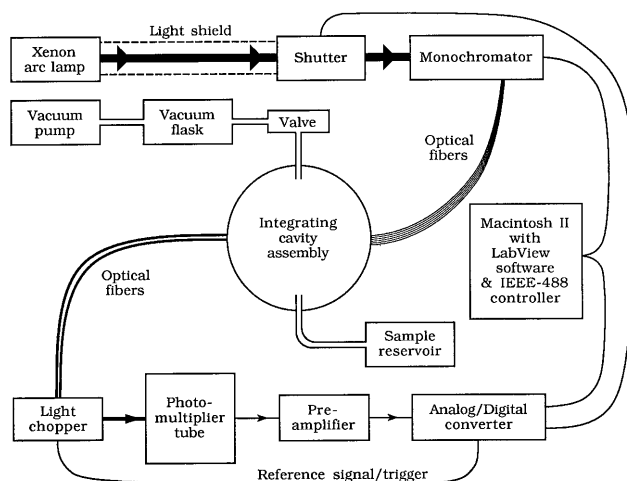 Light shield
Xenon
arc lamp
Shutter
Monochromator
Vacuum
pump
Vacuum
flask
Valve
Optical
fibers
Integrating
cavity
assembly
Macintosh II
with
LabView
software
& IEEE-488
controller
Optical
fibers
Sample
reservoir
Light
chopper
Photo-
multiplier
tube
Pre-
amplifier
Analog/Digital
converter
Reference signal/trigger